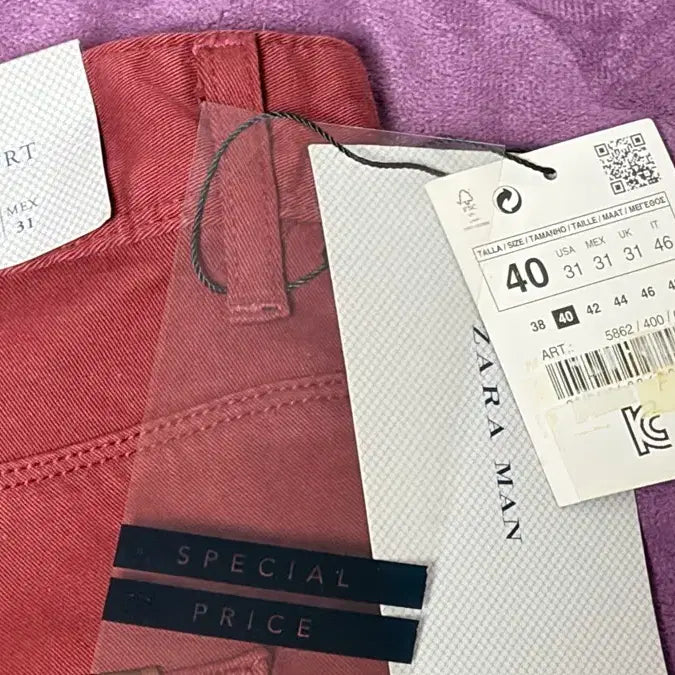 RT
MEX
31
TALLA / SIZE / TAMANHO / TAILLE / MAAT / ΜΕΓΕΘΟΣ
40
USA MEX UK IT
31 31 31 46
38 40 42 44 46
ART.: 5862 / 400 /
ZARA MAN
SPECIAL
PRICE